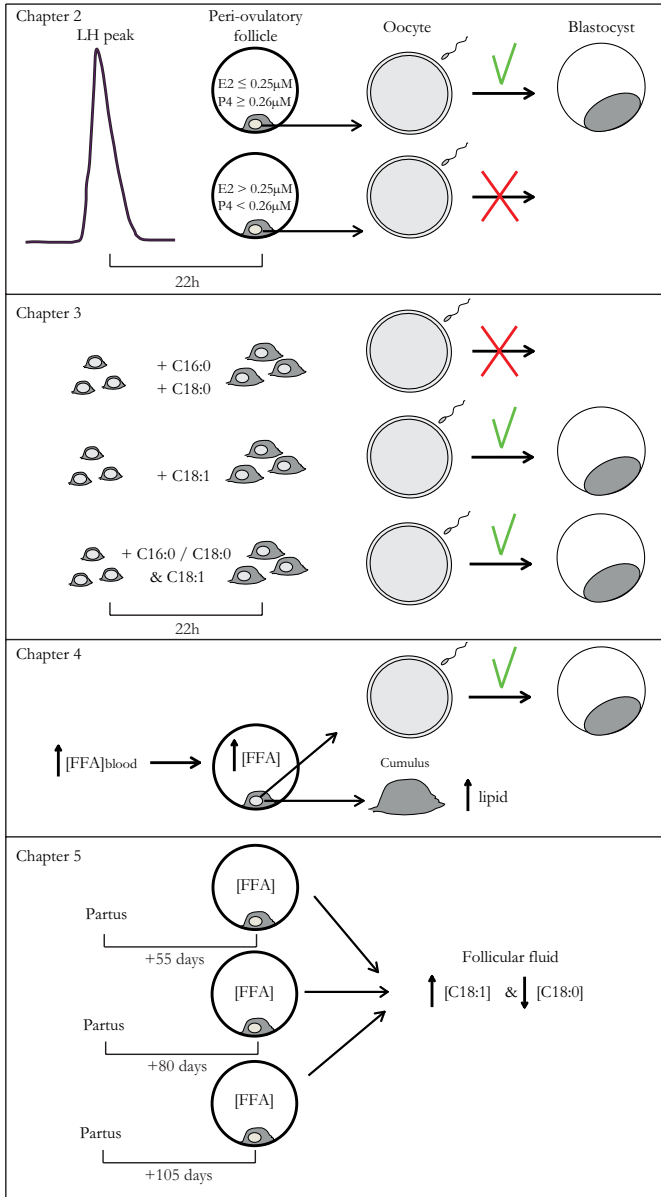 Chapter 2
LH peak
Peri-ovulatory
follicle
Oocyte
Blastocyst
E2 ≤ 0.25µM
P4 ≥ 0.26µM
E2 > 0.25µM
P4 < 0.26µM
22h
Chapter 3
+ C16:0
+ C18:0
+ C18:1
+ C16:0 / C18:0
& C18:1
22h
Chapter 4
[FFA]blood
[FFA]
Cumulus
lipid
Chapter 5
[FFA]
Partus
+55 days
[FFA]
Partus
+80 days
[FFA]
Partus
+105 days
Follicular fluid
[C18:1] & [C18:0]